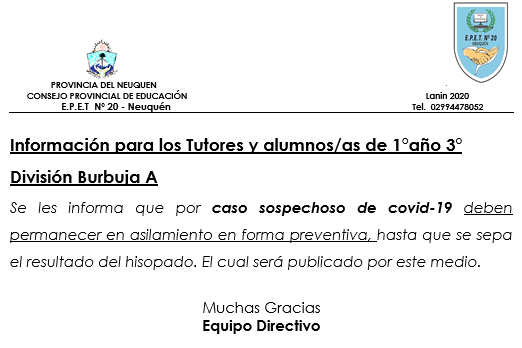 E.P.E.T. Nº 20
NEUQUÉN
PROVINCIA DEL NEUQUEN
CONSEJO PROVINCIAL DE EDUCACIÓN
E.P.E.T Nº 20 - Neuquén
Lanin 2020
Tel. 02994478052
Información para los Tutores y alumnos/as de 1°año 3°
División Burbuja A
Se les informa que por caso sospechoso de covid-19 deben
permanecer en asilamiento en forma preventiva, hasta que se sepa
el resultado del hisopado. El cual será publicado por este medio.
Muchas Gracias
Equipo Directivo